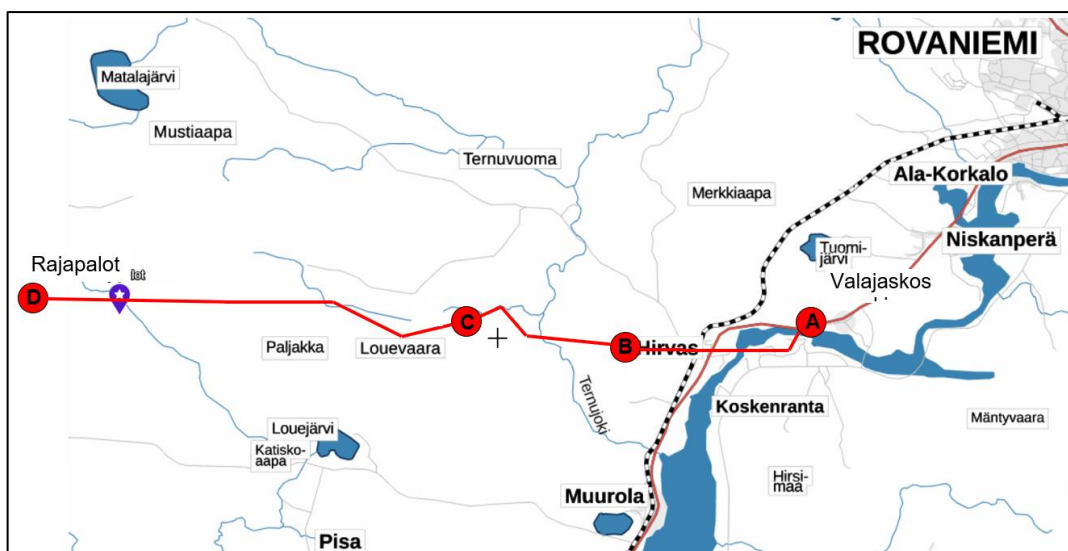 ROVANIEMI
Matalajärvi
Mustiaapa
Ternuvuoma
Merkkiaapa
Ala-Korkalo
Niskanperä
Tuomi-
järvi
Valajaskos
Rajapalot
lot
D
C
B
A
Hirvas
Paljakka
Louevaara
Ternujoki
Koskenranta
Mäntyvaara
Louejärvi
Katisko-
aapa
Hirsi-
maa
Muurola
Pisa